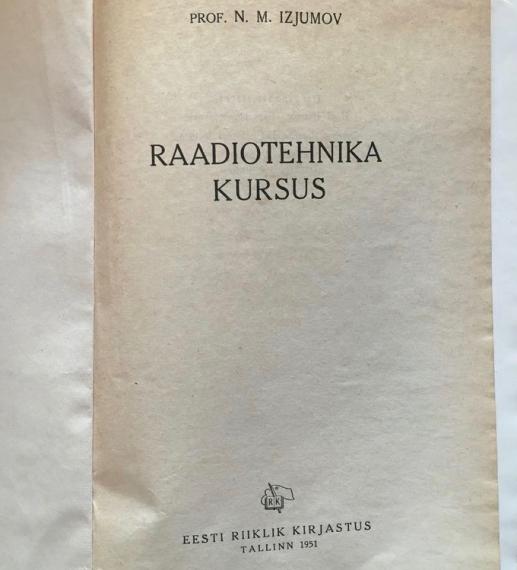 PROF. N. M. IZJUMOV
RAADIOTEHNIKA
KURSUS
RK
EESTI RIIKLIK KIRJASTUS
TALLINN 1951